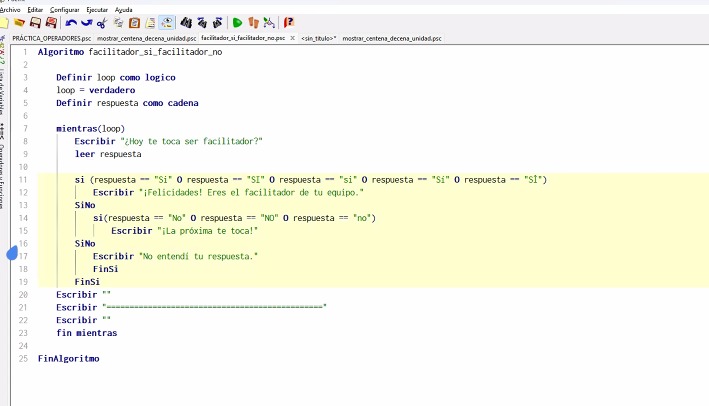 Archivo Editar Configurar Ejecutar Ayuda
PRÁCTICA_OPERADORES.psc mostrar_centena_decena_unidad.psc facilitador_si_facilitador_no.psc X <sin_titulo>* mostrar_centena_decena_unidad.psc
1 Algoritmo facilitador_si_facilitador_no
2
3 Definir loop como logico
4 loop = verdadero
5 Definir respuesta como cadena
6
7 mientras(loop)
8 Escribir "¿Hoy te toca ser facilitador?"
9 leer respuesta
10
11 si (respuesta == "Si" O respuesta == "SI" O respuesta == "si" O respuesta == "Sí" O respuesta == "SÍ")
12 Escribir "¡Felicidades! Eres el facilitador de tu equipo."
13 SiNo
14 si(respuesta == "No" O respuesta == "NO" O respuesta == "no")
15 Escribir "¡La próxima te toca!"
16 SiNo
17 Escribir "No entendí tu respuesta."
18 FinSi
19 FinSi
20 Escribir ""
21 Escribir "==============================================="
22 Escribir ""
23 fin mientras
24
25 FinAlgoritmo
Lista de Variables
Operadores y Funciones